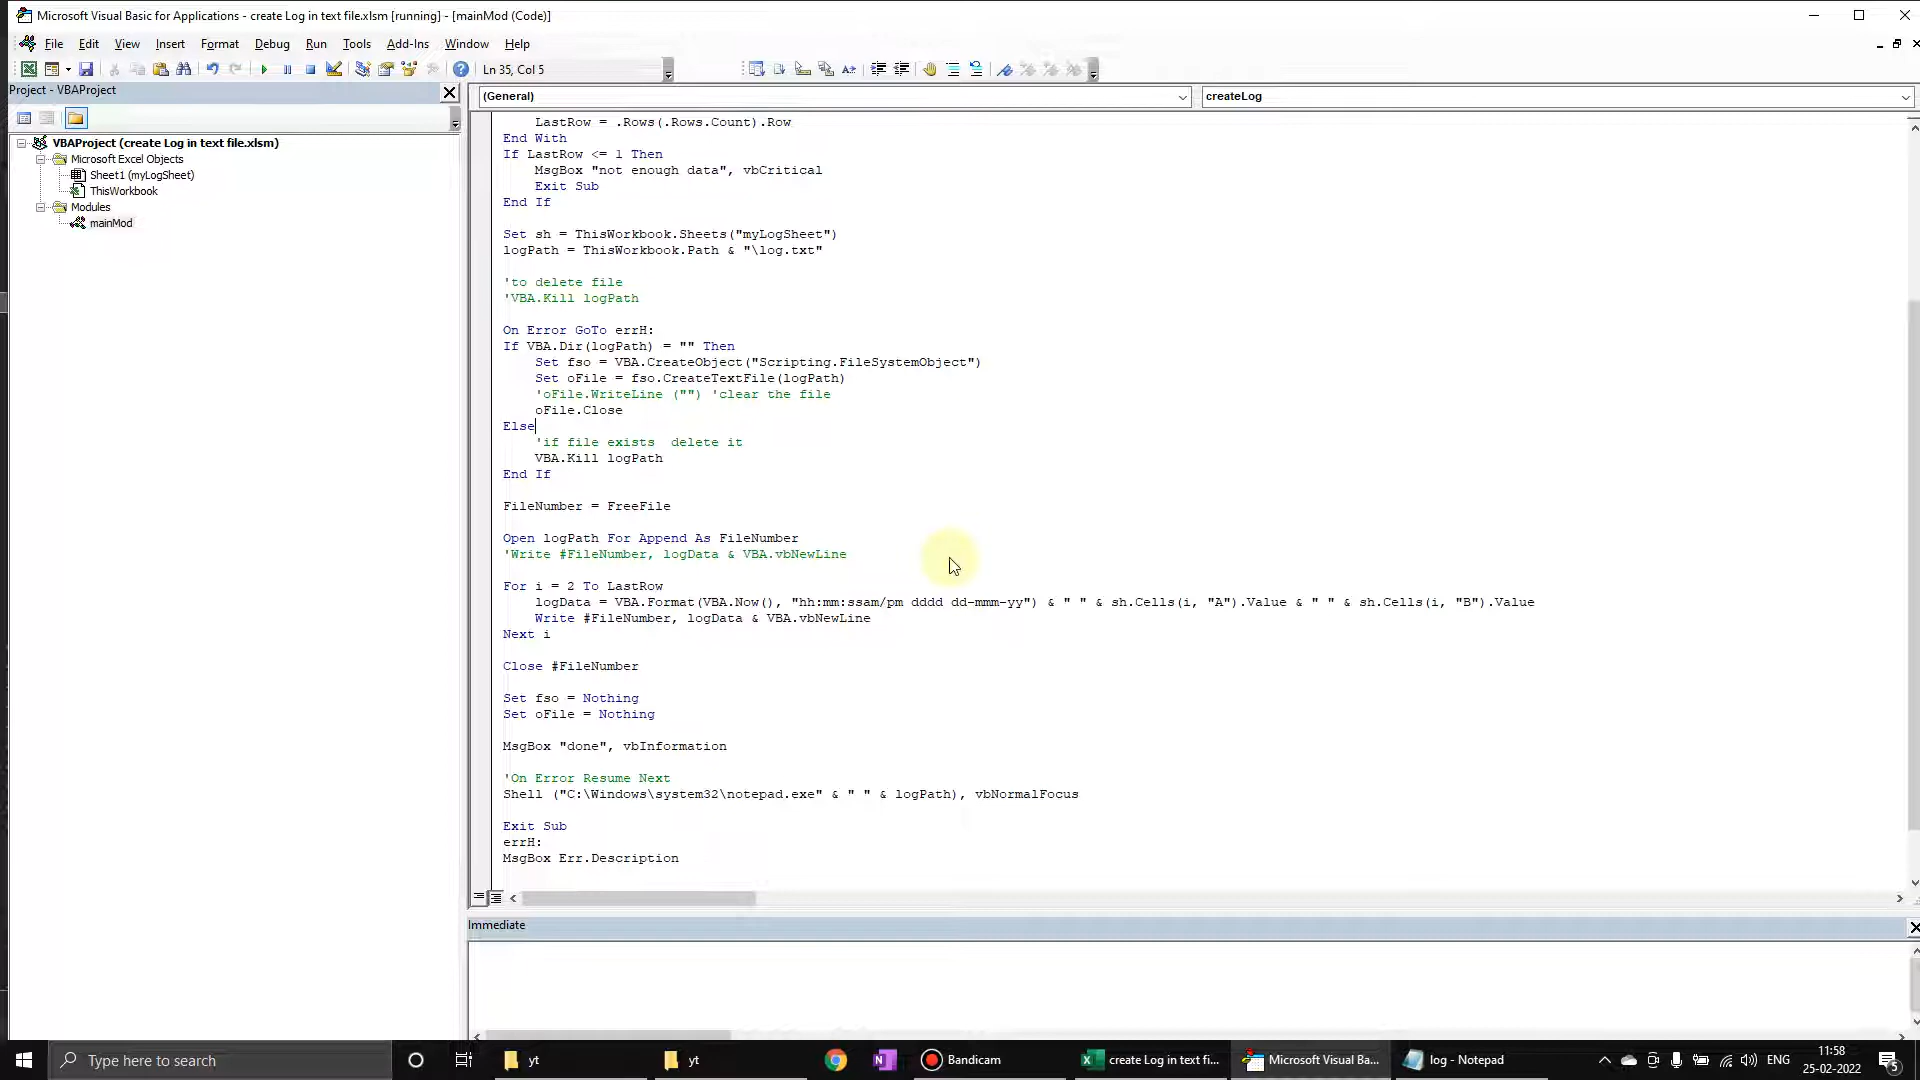 Microsoft Visual Basic for Applications - create Log in text file.xlsm [running] - [mainMod (Code)]
File Edit View Insert Format Debug Run Tools Add-Ins Window Help
Ln 35, Col 5
Project - VBAProject
(General)
createLog
VBAProject (create Log in text file.xlsm)
Microsoft Excel Objects
Sheet1 (myLogSheet)
ThisWorkbook
Modules
mainMod
LastRow = .Rows(.Rows.Count).Row
End With
If LastRow <= 1 Then
MsgBox "not enough data", vbCritical
Exit Sub
End If
Set sh = ThisWorkbook.Sheets("myLogSheet")
logPath = ThisWorkbook.Path & "\log.txt"
'to delete file
'VBA.Kill logPath
On Error GoTo errH:
If VBA.Dir(logPath) = "" Then
Set fso = VBA.CreateObject("Scripting.FileSystemObject")
Set oFile = fso.CreateTextFile(logPath)
'oFile.WriteLine ("") 'clear the file
oFile.Close
Else
'if file exists  delete it
VBA.Kill logPath
End If
FileNumber = FreeFile
Open logPath For Append As FileNumber
'Write #FileNumber, logData & VBA.vbNewLine
For i = 2 To LastRow
logData = VBA.Format(VBA.Now(), "hh:mm:ssam/pm dddd dd-mmm-yy") & " " & sh.Cells(i, "A").Value & " " & sh.Cells(i, "B").Value
Write #FileNumber, logData & VBA.vbNewLine
Next i
Close #FileNumber
Set fso = Nothing
Set oFile = Nothing
MsgBox "done", vbInformation
'On Error Resume Next
Shell ("C:\Windows\system32\notepad.exe" & " " & logPath), vbNormalFocus
Exit Sub
errH:
MsgBox Err.Description
Immediate
Type here to search
yt
yt
Bandicam
create Log in text fi...
Microsoft Visual Ba...
log - Notepad
ENG
11:58
25-02-2022
5